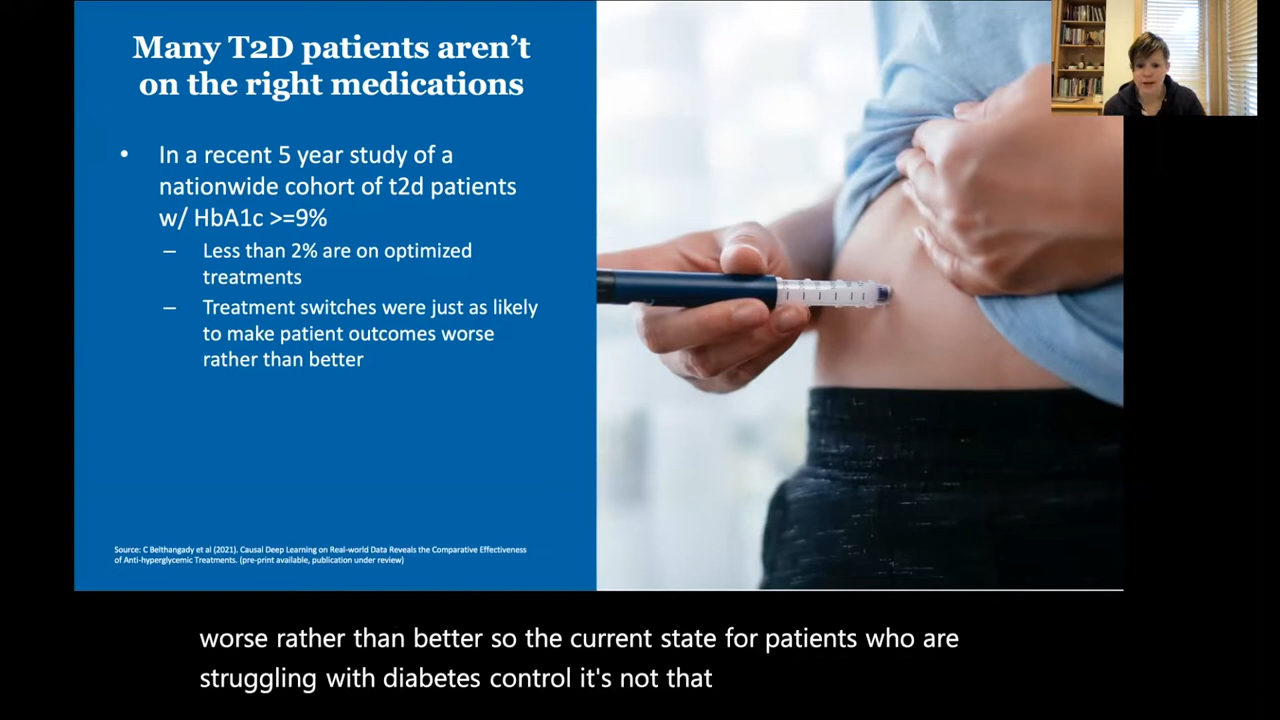 Many T2D patients aren't
on the right medications
• In a recent 5 year study of a
nationwide cohort of t2d patients
w/ HbA1c >=9%
– Less than 2% are on optimized
treatments
– Treatment switches were just as likely
to make patient outcomes worse
rather than better
Source: C Belthangady et al (2021). Causal Deep Learning on Real-world Data Reveals the Comparative Effectiveness
of Anti-hyperglycemic Treatments. (pre-print available, publication under review)
worse rather than better so the current state for patients who are
struggling with diabetes control it's not that